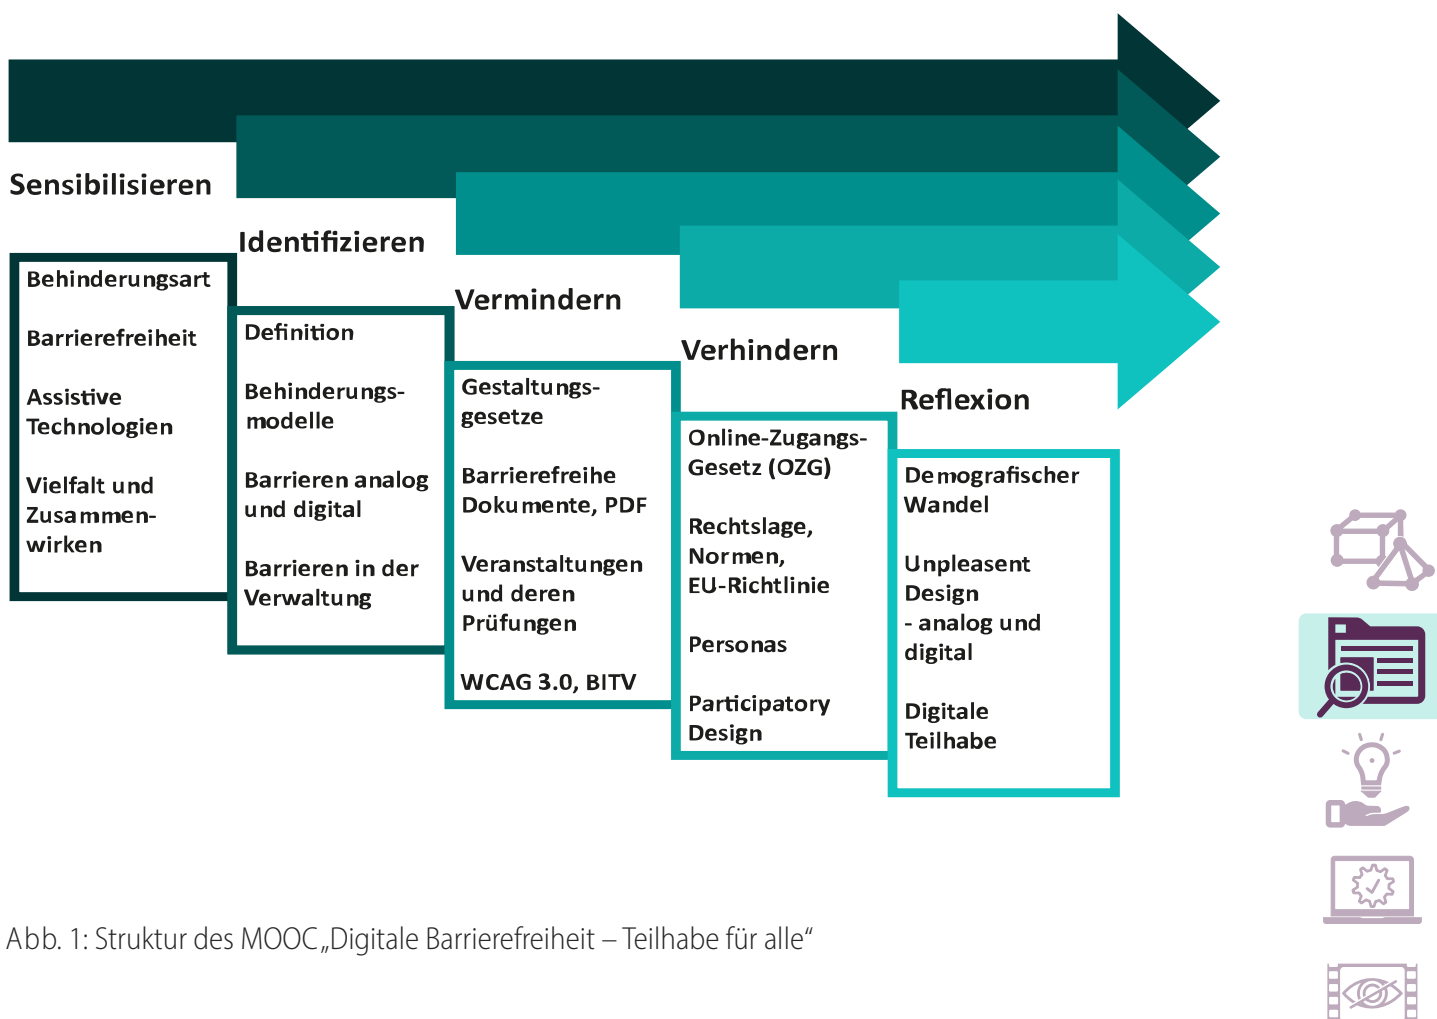 Sensibilisieren
Behinderungsart
Barrierefreiheit
Assistive
Technologien
Vielfalt und
Zusammen-
wirken
Identifizieren
Definition
Behinderungs-
modelle
Barrieren analog
und digital
Barrieren in der
Verwaltung
Vermindern
Gestaltungs-
gesetze
Barrierefreihe
Dokumente, PDF
Veranstaltungen
und deren
Prüfungen
WCAG 3.0, BITV
Verhindern
Online-Zugangs-
Gesetz (OZG)
Rechtslage,
Normen,
EU-Richtlinie
Personas
Participatory
Design
Reflexion
Demografischer
Wandel
Unpleasent
Design
- analog und
digital
Digitale
Teilhabe
Abb. 1: Struktur des MOOC „Digitale Barrierefreiheit – Teilhabe für alle“